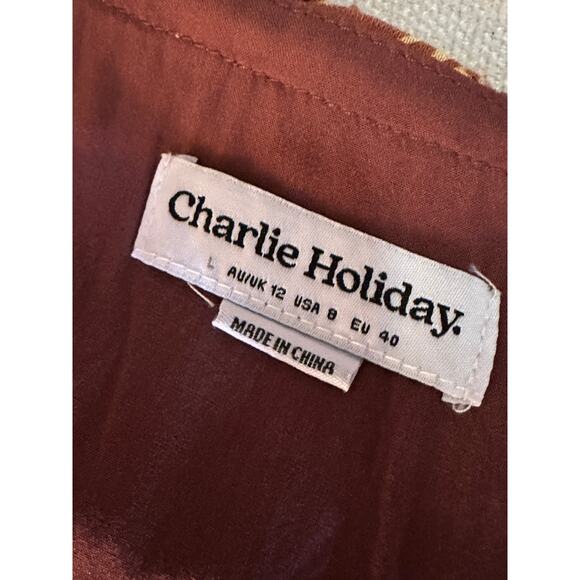 Charlie Holiday.
L AU/UK 12 USA 8 EU 40
MADE IN CHINA